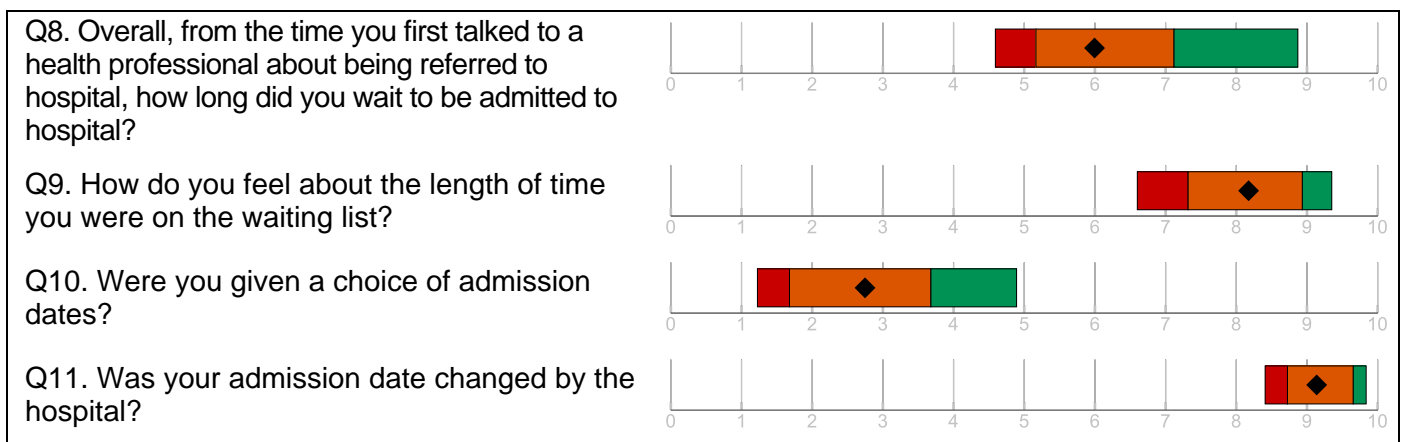 Q8. Overall, from the time you first talked to a
health professional about being referred to
hospital, how long did you wait to be admitted to
hospital?
0 1 2 3 4 5 6 7 8 9 10
Q9. How do you feel about the length of time
you were on the waiting list?
0 1 2 3 4 5 6 7 8 9 10
Q10. Were you given a choice of admission
dates?
0 1 2 3 4 5 6 7 8 9 10
Q11. Was your admission date changed by the
hospital?
0 1 2 3 4 5 6 7 8 9 10